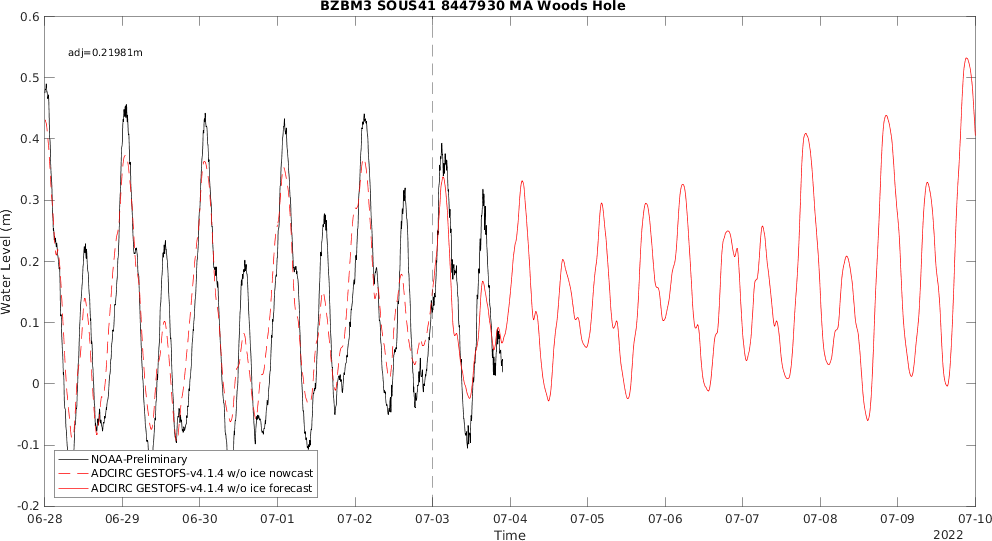 BZBM3 SOUS41 8447930 MA Woods Hole
adj=0.21981m
Water Level (m)
0.6
0.5
0.4
0.3
0.2
0.1
0
-0.1
-0.2
NOAA-Preliminary
ADCIRC GESTOFS-v4.1.4 w/o ice nowcast
ADCIRC GESTOFS-v4.1.4 w/o ice forecast
06-28 06-29 06-30 07-01 07-02 07-03 07-04 07-05 07-06 07-07 07-08 07-09 07-10
Time
2022